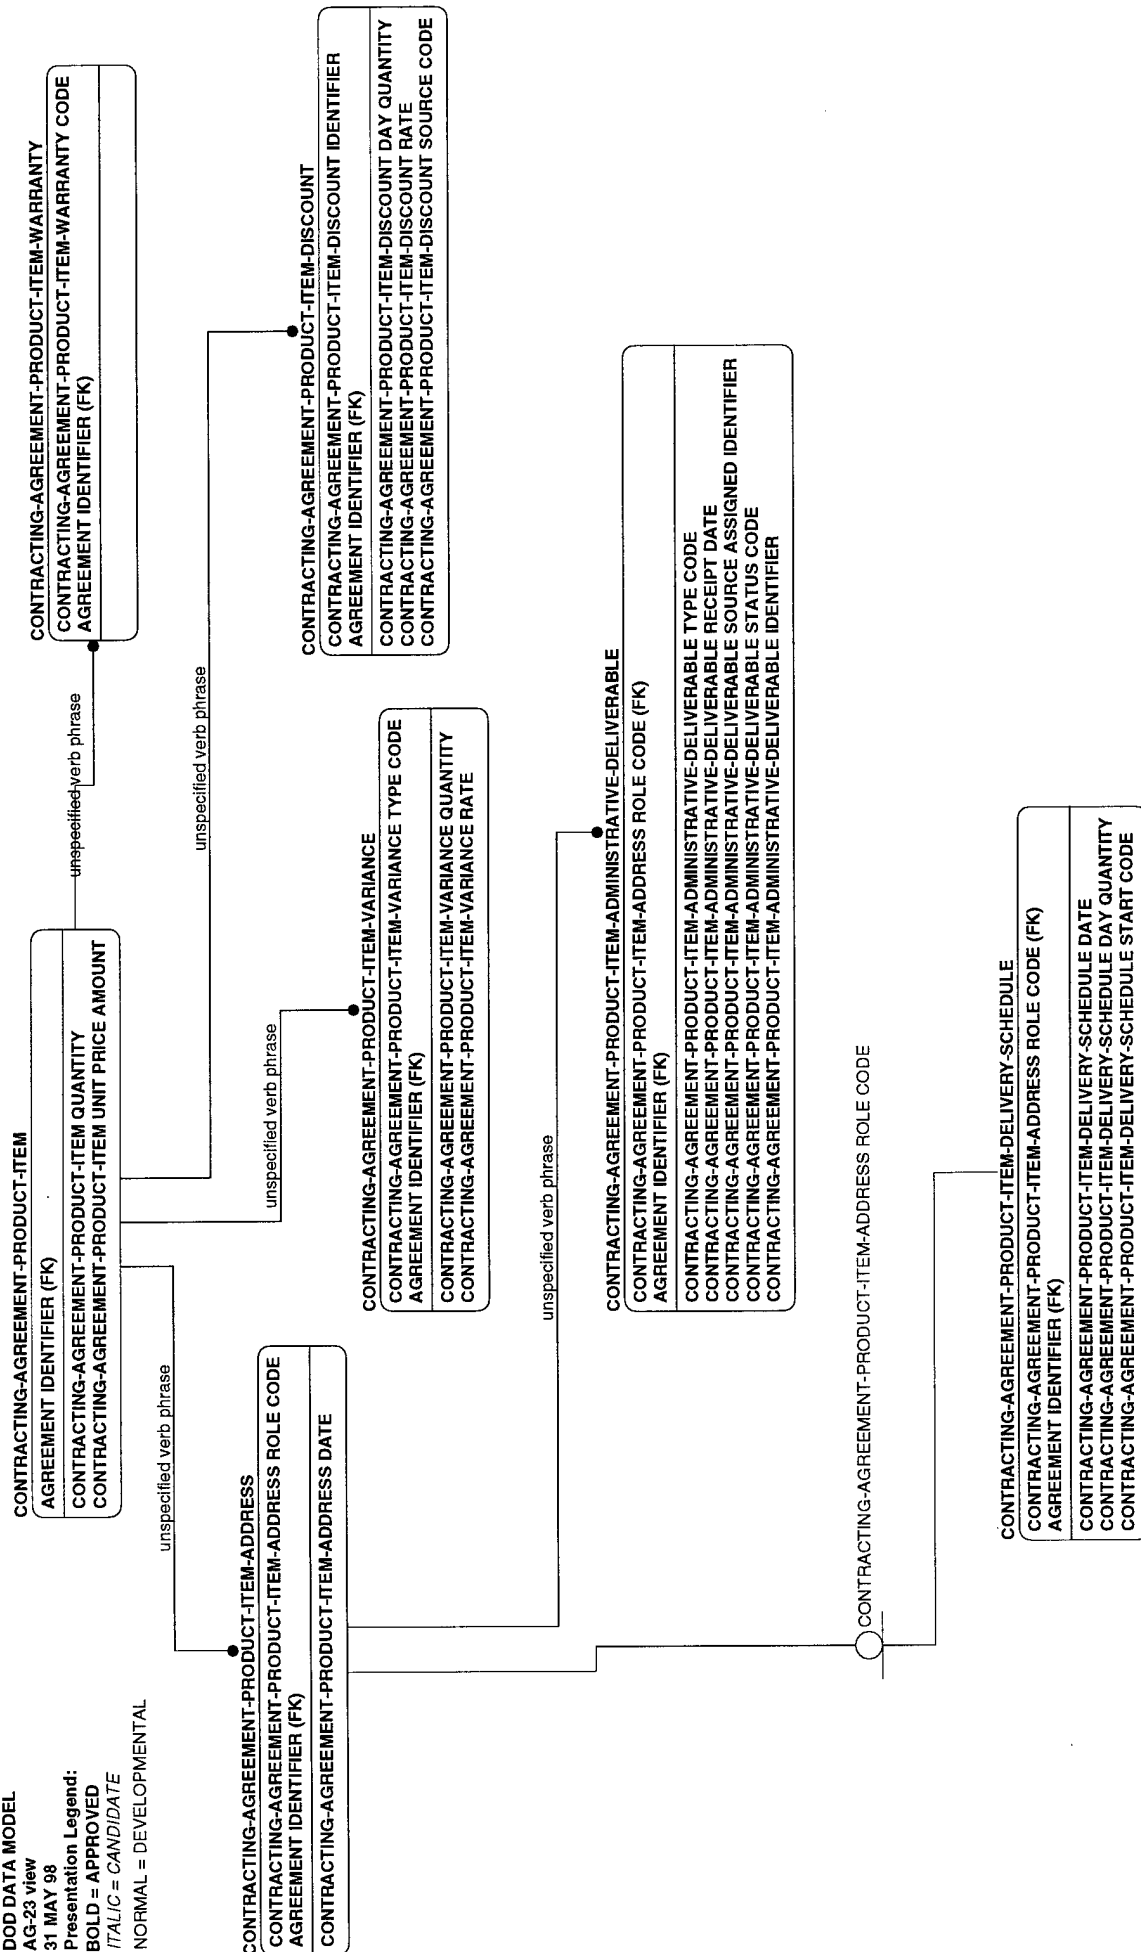 DOD DATA MODEL
AG-23 view
31 MAY 98
Presentation Legend:
BOLD = APPROVED
ITALIC = CANDIDATE
NORMAL = DEVELOPMENTAL
CONTRACTING-AGREEMENT-PRODUCT-ITEM
AGREEMENT IDENTIFIER (FK)
CONTRACTING-AGREEMENT-PRODUCT-ITEM QUANTITY
CONTRACTING-AGREEMENT-PRODUCT-ITEM UNIT PRICE AMOUNT
unspecified verb phrase
CONTRACTING-AGREEMENT-PRODUCT-ITEM-WARRANTY
CONTRACTING-AGREEMENT-PRODUCT-ITEM-WARRANTY CODE
AGREEMENT IDENTIFIER (FK)
unspecified verb phrase
unspecified verb phrase
unspecified verb phrase
CONTRACTING-AGREEMENT-PRODUCT-ITEM-ADDRESS
CONTRACTING-AGREEMENT-PRODUCT-ITEM-ADDRESS ROLE CODE
AGREEMENT IDENTIFIER (FK)
CONTRACTING-AGREEMENT-PRODUCT-ITEM-ADDRESS DATE
CONTRACTING-AGREEMENT-PRODUCT-ITEM-VARIANCE
CONTRACTING-AGREEMENT-PRODUCT-ITEM-VARIANCE TYPE CODE
AGREEMENT IDENTIFIER (FK)
CONTRACTING-AGREEMENT-PRODUCT-ITEM-VARIANCE QUANTITY
CONTRACTING-AGREEMENT-PRODUCT-ITEM-VARIANCE RATE
CONTRACTING-AGREEMENT-PRODUCT-ITEM-DISCOUNT
CONTRACTING-AGREEMENT-PRODUCT-ITEM-DISCOUNT IDENTIFIER
AGREEMENT IDENTIFIER (FK)
CONTRACTING-AGREEMENT-PRODUCT-ITEM-DISCOUNT DAY QUANTITY
CONTRACTING-AGREEMENT-PRODUCT-ITEM-DISCOUNT RATE
CONTRACTING-AGREEMENT-PRODUCT-ITEM-DISCOUNT SOURCE CODE
unspecified verb phrase
CONTRACTING-AGREEMENT-PRODUCT-ITEM-ADMINISTRATIVE-DELIVERABLE
CONTRACTING-AGREEMENT-PRODUCT-ITEM-ADDRESS ROLE CODE (FK)
AGREEMENT IDENTIFIER (FK)
CONTRACTING-AGREEMENT-PRODUCT-ITEM-ADMINISTRATIVE-DELIVERABLE TYPE CODE
CONTRACTING-AGREEMENT-PRODUCT-ITEM-ADMINISTRATIVE-DELIVERABLE RECEIPT DATE
CONTRACTING-AGREEMENT-PRODUCT-ITEM-ADMINISTRATIVE-DELIVERABLE SOURCE ASSIGNED IDENTIFIER
CONTRACTING-AGREEMENT-PRODUCT-ITEM-ADMINISTRATIVE-DELIVERABLE STATUS CODE
CONTRACTING-AGREEMENT-PRODUCT-ITEM-ADMINISTRATIVE-DELIVERABLE IDENTIFIER
CONTRACTING-AGREEMENT-PRODUCT-ITEM-ADDRESS ROLE CODE
CONTRACTING-AGREEMENT-PRODUCT-ITEM-DELIVERY-SCHEDULE
CONTRACTING-AGREEMENT-PRODUCT-ITEM-ADDRESS ROLE CODE (FK)
AGREEMENT IDENTIFIER (FK)
CONTRACTING-AGREEMENT-PRODUCT-ITEM-DELIVERY-SCHEDULE DATE
CONTRACTING-AGREEMENT-PRODUCT-ITEM-DELIVERY-SCHEDULE DAY QUANTITY
CONTRACTING-AGREEMENT-PRODUCT-ITEM-DELIVERY-SCHEDULE START CODE